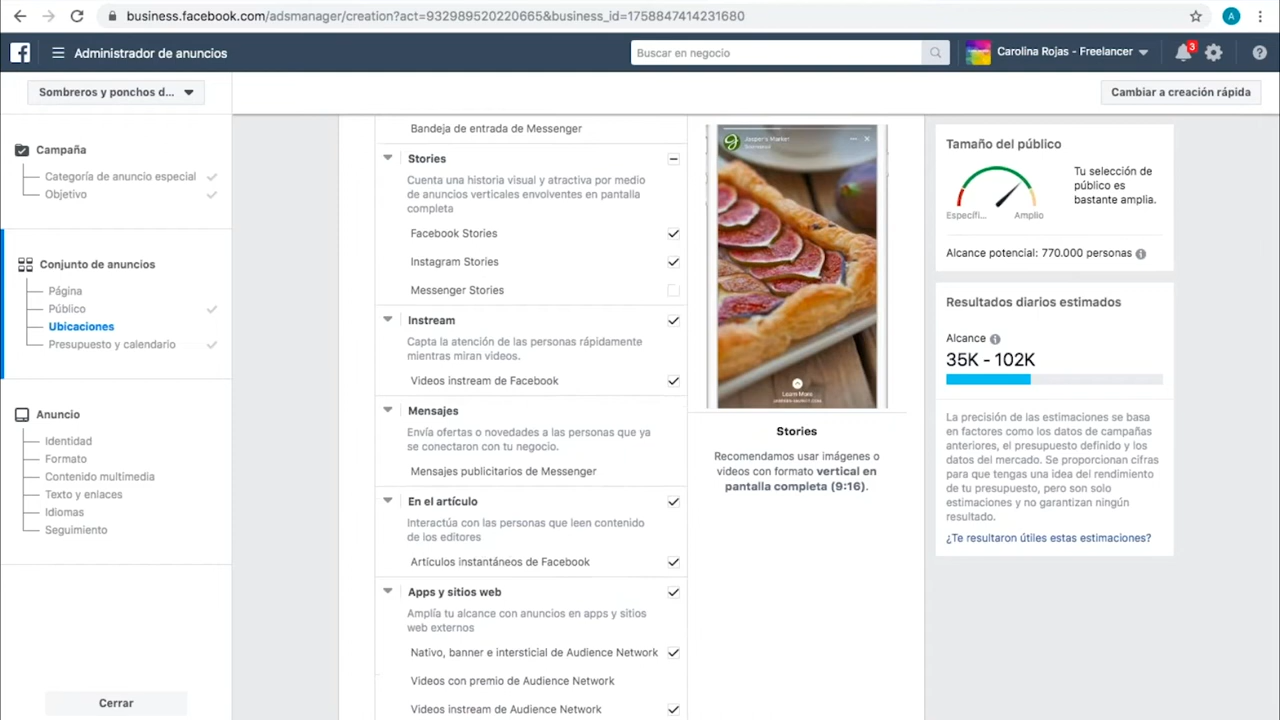 business.facebook.com/adsmanager/creation?act=932989520220665&business_id=1758847414231680
A
Administrador de anuncios
Buscar en negocio
Carolina Rojas - Freelancer
3
Sombreros y ponchos d...
Cambiar a creación rápida
Campaña
Categoría de anuncio especial
Objetivo
Conjunto de anuncios
Página
Público
Ubicaciones
Presupuesto y calendario
Anuncio
Identidad
Formato
Contenido multimedia
Texto y enlaces
Idiomas
Seguimiento
Cerrar
Bandeja de entrada de Messenger
Stories
Cuenta una historia visual y atractiva por medio
de anuncios verticales envolventes en pantalla
completa
Facebook Stories
Instagram Stories
Messenger Stories
Instream
Capta la atención de las personas rápidamente
mientras miran videos.
Videos instream de Facebook
Mensajes
Envía ofertas o novedades a las personas que ya
se conectaron con tu negocio.
Mensajes publicitarios de Messenger
En el artículo
Interactúa con las personas que leen contenido
de los editores
Artículos instantáneos de Facebook
Apps y sitios web
Amplía tu alcance con anuncios en apps y sitios
web externos
Nativo, banner e intersticial de Audience Network
Videos con premio de Audience Network
Videos instream de Audience Network
Jasper's Market
Sponsored
Learn More
Stories
Recomendamos usar imágenes o
videos con formato vertical en
pantalla completa (9:16).
Tamaño del público
Específi...
Amplio
Tu selección de
público es
bastante amplia.
Alcance potencial: 770.000 personas
Resultados diarios estimados
Alcance
35K - 102K
La precisión de las estimaciones se basa
en factores como los datos de campañas
anteriores, el presupuesto definido y los
datos del mercado. Se proporcionan cifras
para que tengas una idea del rendimiento
de tu presupuesto, pero son solo
estimaciones y no garantizan ningún
resultado.
¿Te resultaron útiles estas estimaciones?